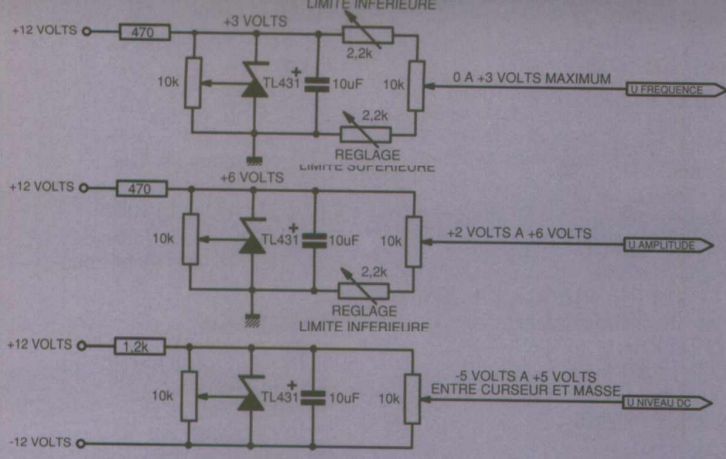 LIMITE INFERIEURE
+12 VOLTS
470
+3 VOLTS
2,2k
10k
TL431
+
10uF
10k
0 A +3 VOLTS MAXIMUM
U FREQUENCE
2,2k
REGLAGE
LIMITE SUPERIEURE
+12 VOLTS
470
+6 VOLTS
10k
TL431
+
10uF
10k
+2 VOLTS A +6 VOLTS
U AMPLITUDE
2,2k
REGLAGE
LIMITE INFERIEURE
+12 VOLTS
1,2k
10k
TL431
+
10uF
10k
-5 VOLTS A +5 VOLTS
ENTRE CURSEUR ET MASSE
U NIVEAU DC
-12 VOLTS